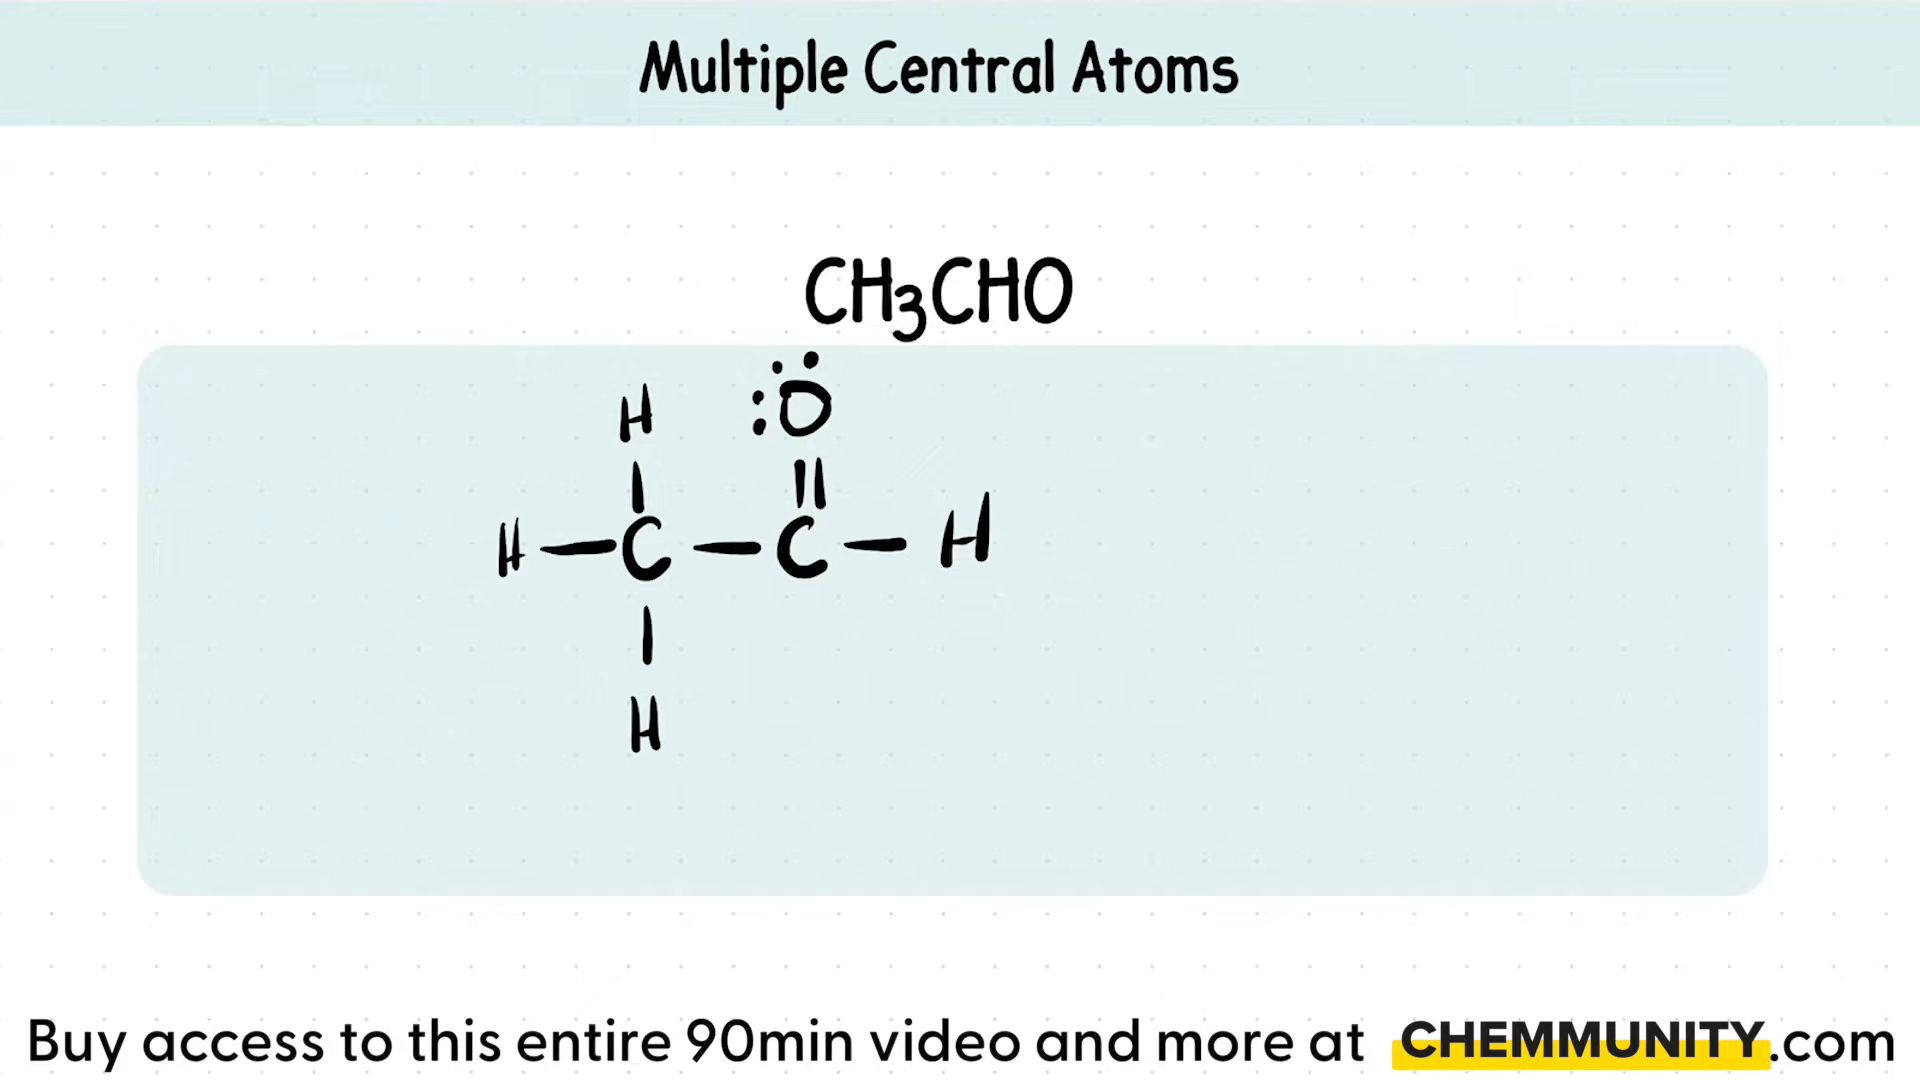 Multiple Central Atoms
CH₃CHO
H :Ö
H—C—C—H
H
Buy access to this entire 90min video and more at CHEMMUNITY.com